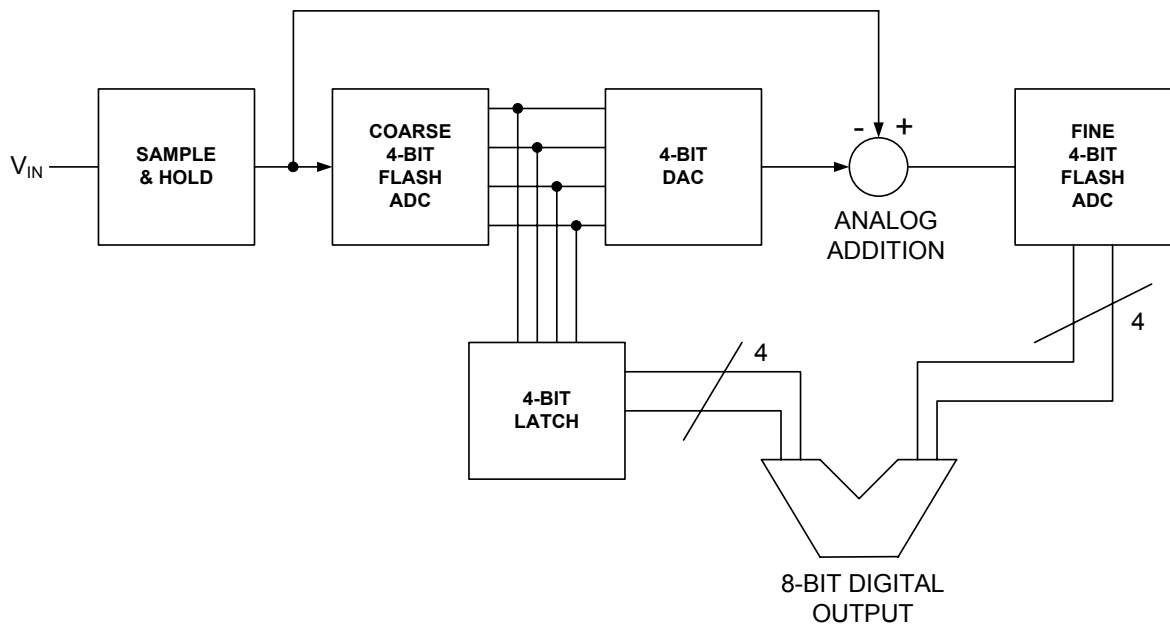 V_IN
SAMPLE
& HOLD
COARSE
4-BIT
FLASH
ADC
4-BIT
DAC
- +
ANALOG
ADDITION
FINE
4-BIT
FLASH
ADC
4
4-BIT
LATCH
4
8-BIT DIGITAL
OUTPUT